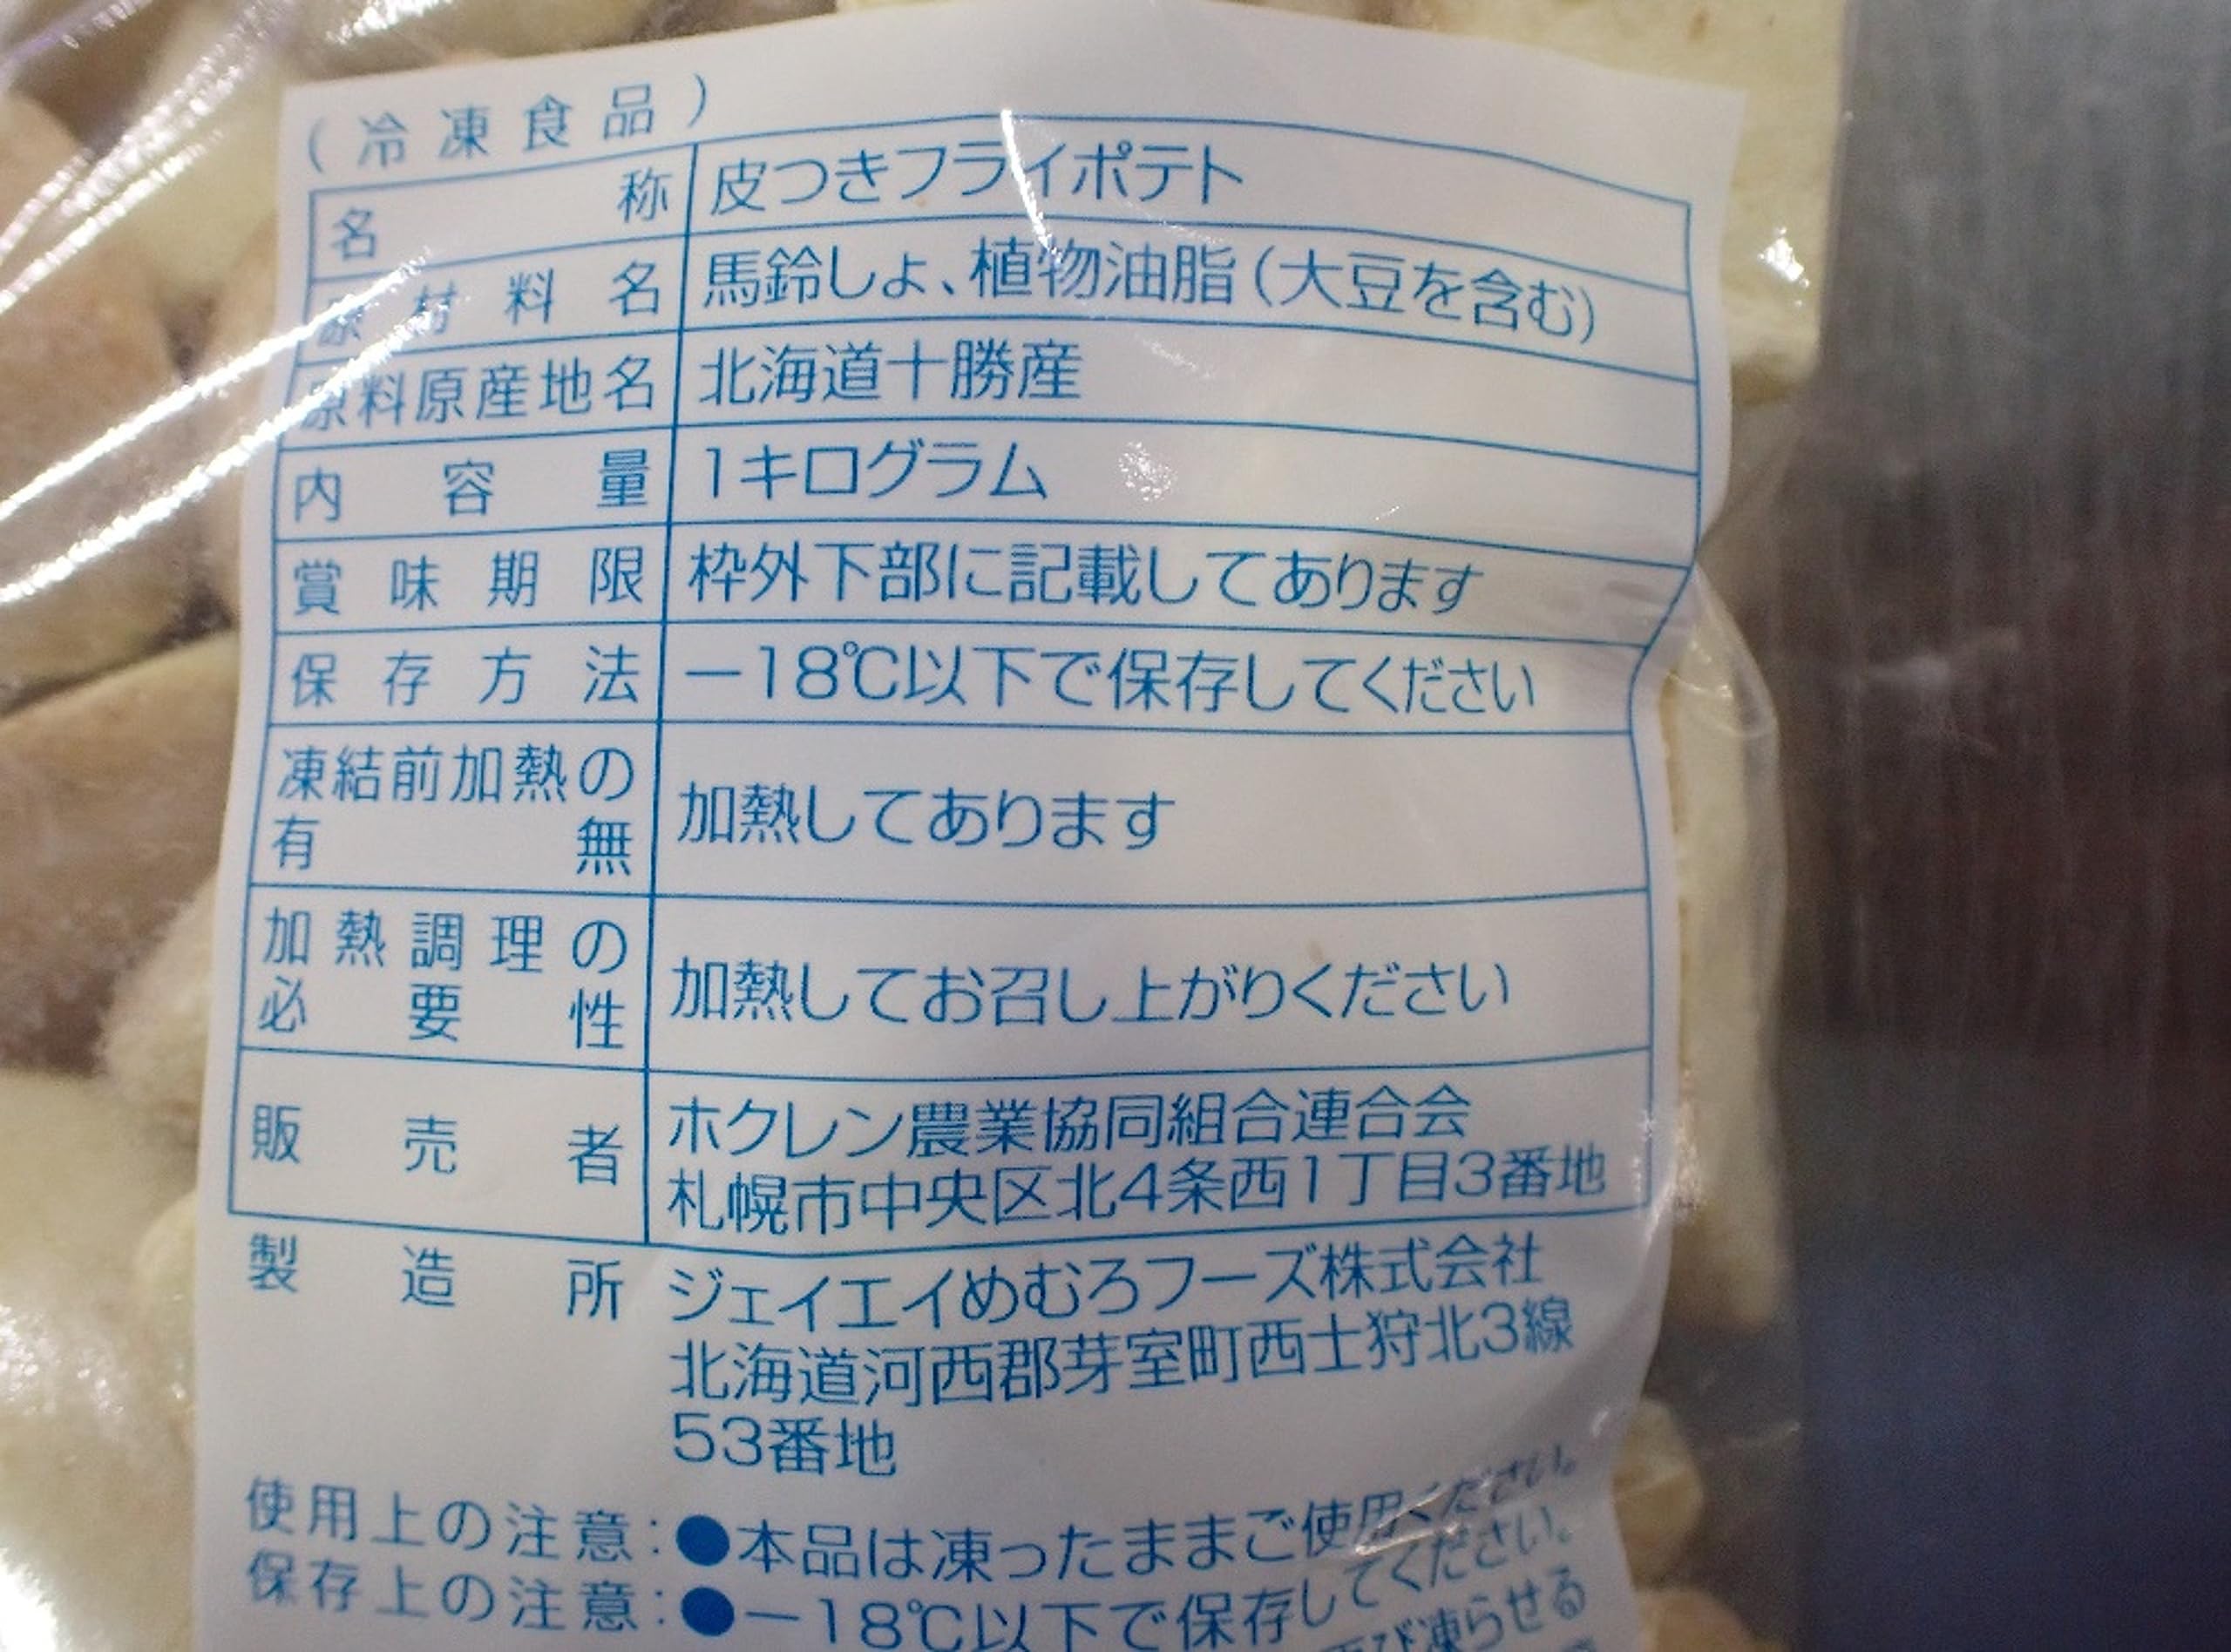 (冷凍食品)
名称 皮つきフライポテト
原材料名 馬鈴しょ、植物油脂(大豆を含む)
原料原産地名 北海道十勝産
内容量 1キログラム
賞味期限 枠外下部に記載してあります
保存方法 −18℃以下で保存してください
凍結前加熱の
有無 加熱してあります
加熱調理の
必要性 加熱してお召し上がりください
販売者 ホクレン農業協同組合連合会
札幌市中央区北4条西1丁目3番地
製造所 ジェイエイめむろフーズ株式会社
北海道河西郡芽室町西士狩北3線
53番地
使用上の注意:●本品は凍ったままご使用ください。
保存上の注意:●−18℃以下で保存してください。
再び凍らせる